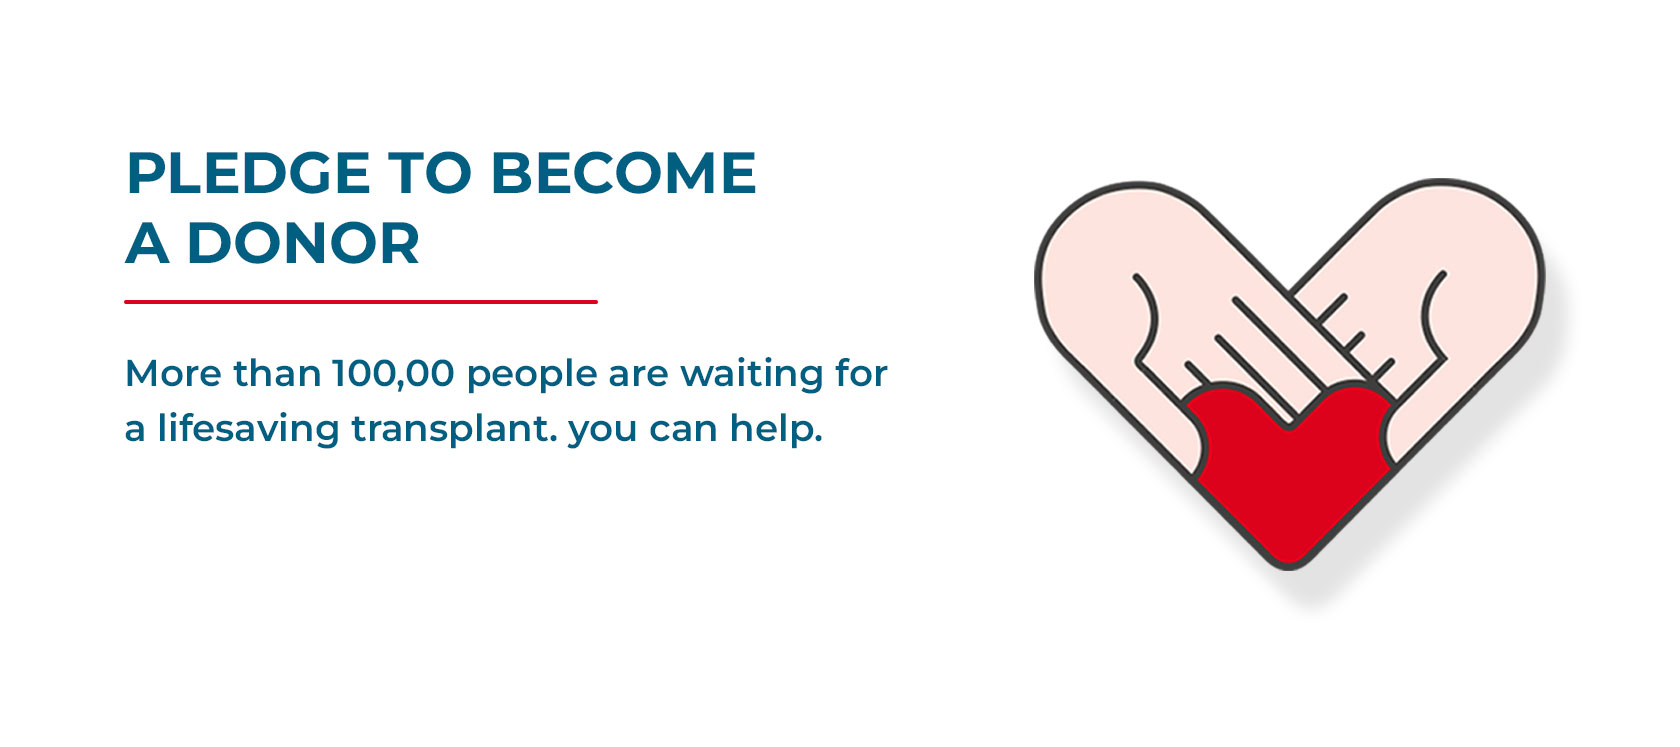 PLEDGE TO BECOME
A DONOR
More than 100,00 people are waiting for
a lifesaving transplant. you can help.